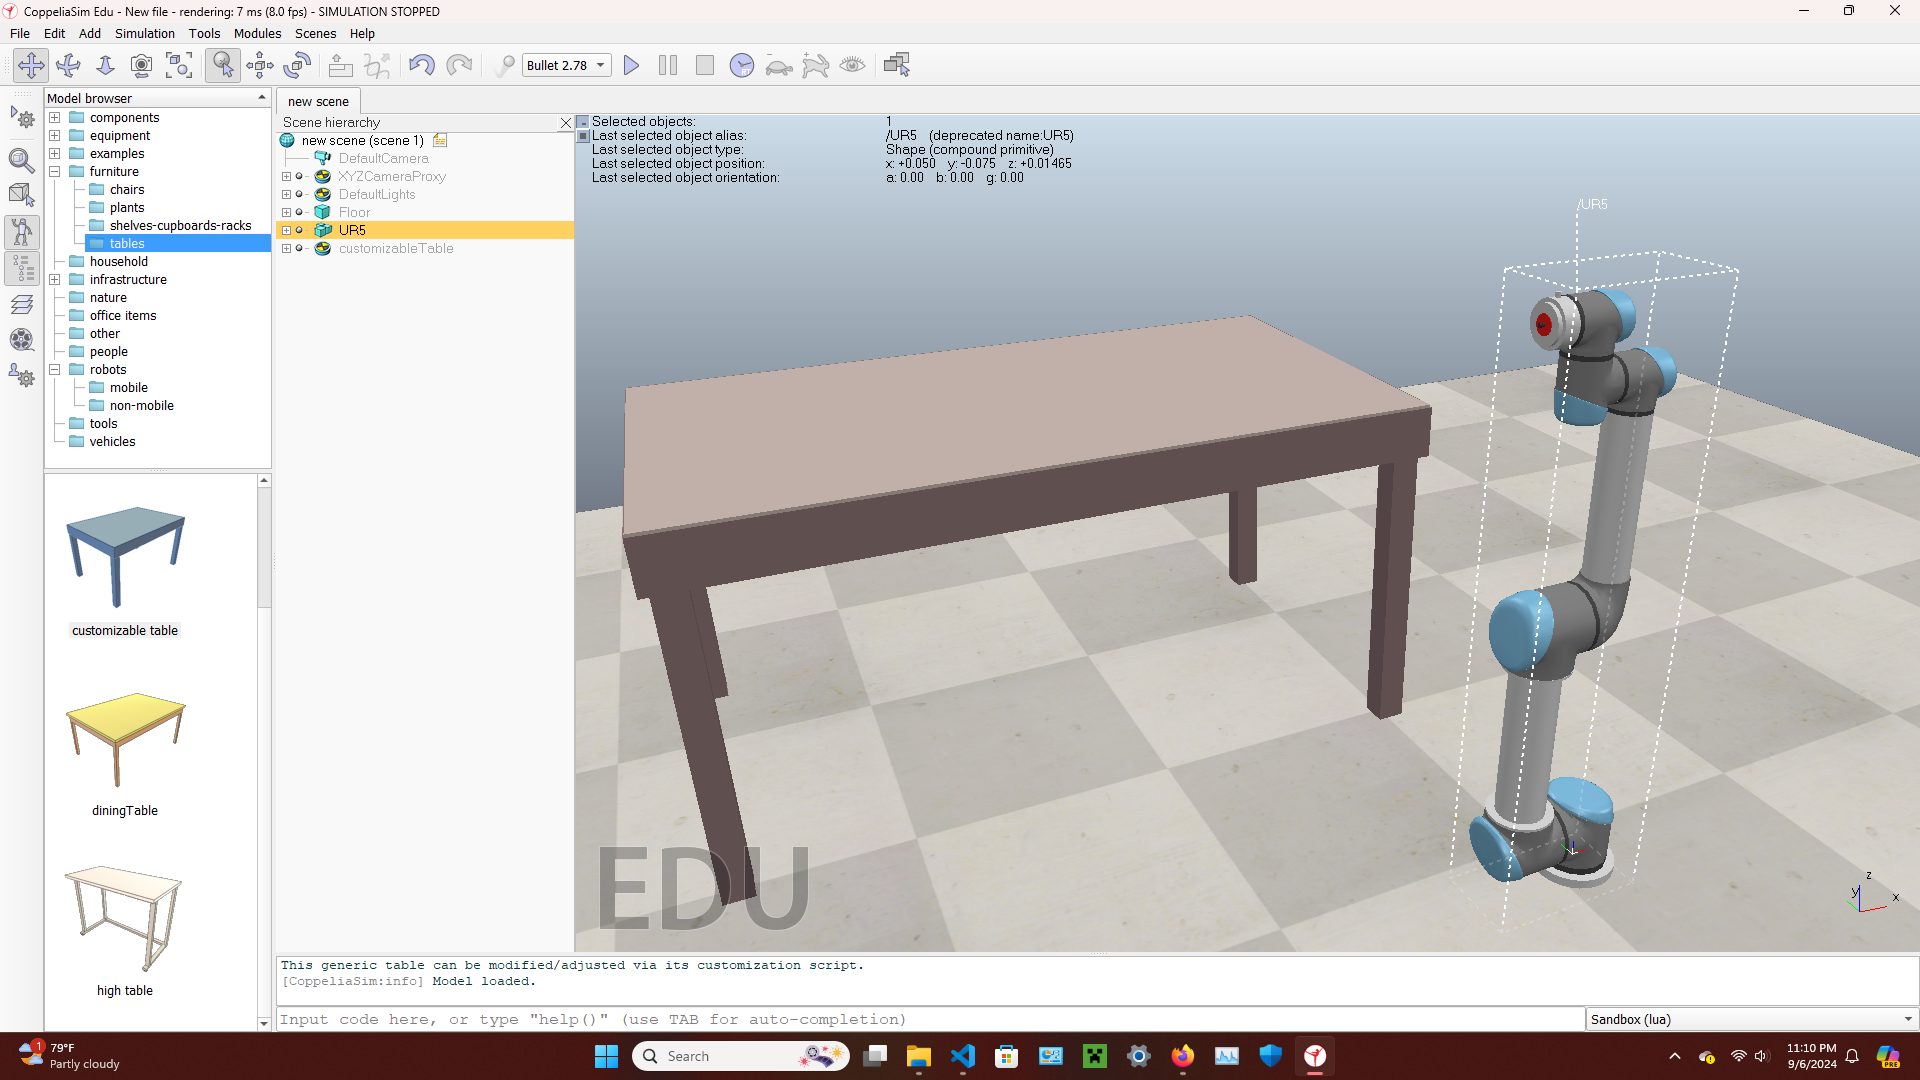 CoppeliaSim Edu - New file - rendering: 7 ms (8.0 fps) - SIMULATION STOPPED
File Edit Add Simulation Tools Modules Scenes Help
Bullet 2.78
Model browser
components
equipment
examples
furniture
chairs
plants
shelves-cupboards-racks
tables
household
infrastructure
nature
office items
other
people
robots
mobile
non-mobile
tools
vehicles
customizable table
diningTable
high table
new scene
Scene hierarchy
new scene (scene 1)
DefaultCamera
XYZCameraProxy
DefaultLights
Floor
UR5
customizableTable
Selected objects: 1
Last selected object alias: /UR5 (deprecated name:UR5)
Last selected object type: Shape (compound primitive)
Last selected object position: x: +0.050 y: -0.075 z: +0.01465
Last selected object orientation: a: 0.00 b: 0.00 g: 0.00
/UR5
EDU
z
y
x
This generic table can be modified/adjusted via its customization script.
[CoppeliaSim:info] Model loaded.
Input code here, or type "help()" (use TAB for auto-completion)
Sandbox (lua)
1
79°F
Partly cloudy
Search
11:10 PM
9/6/2024
PRE